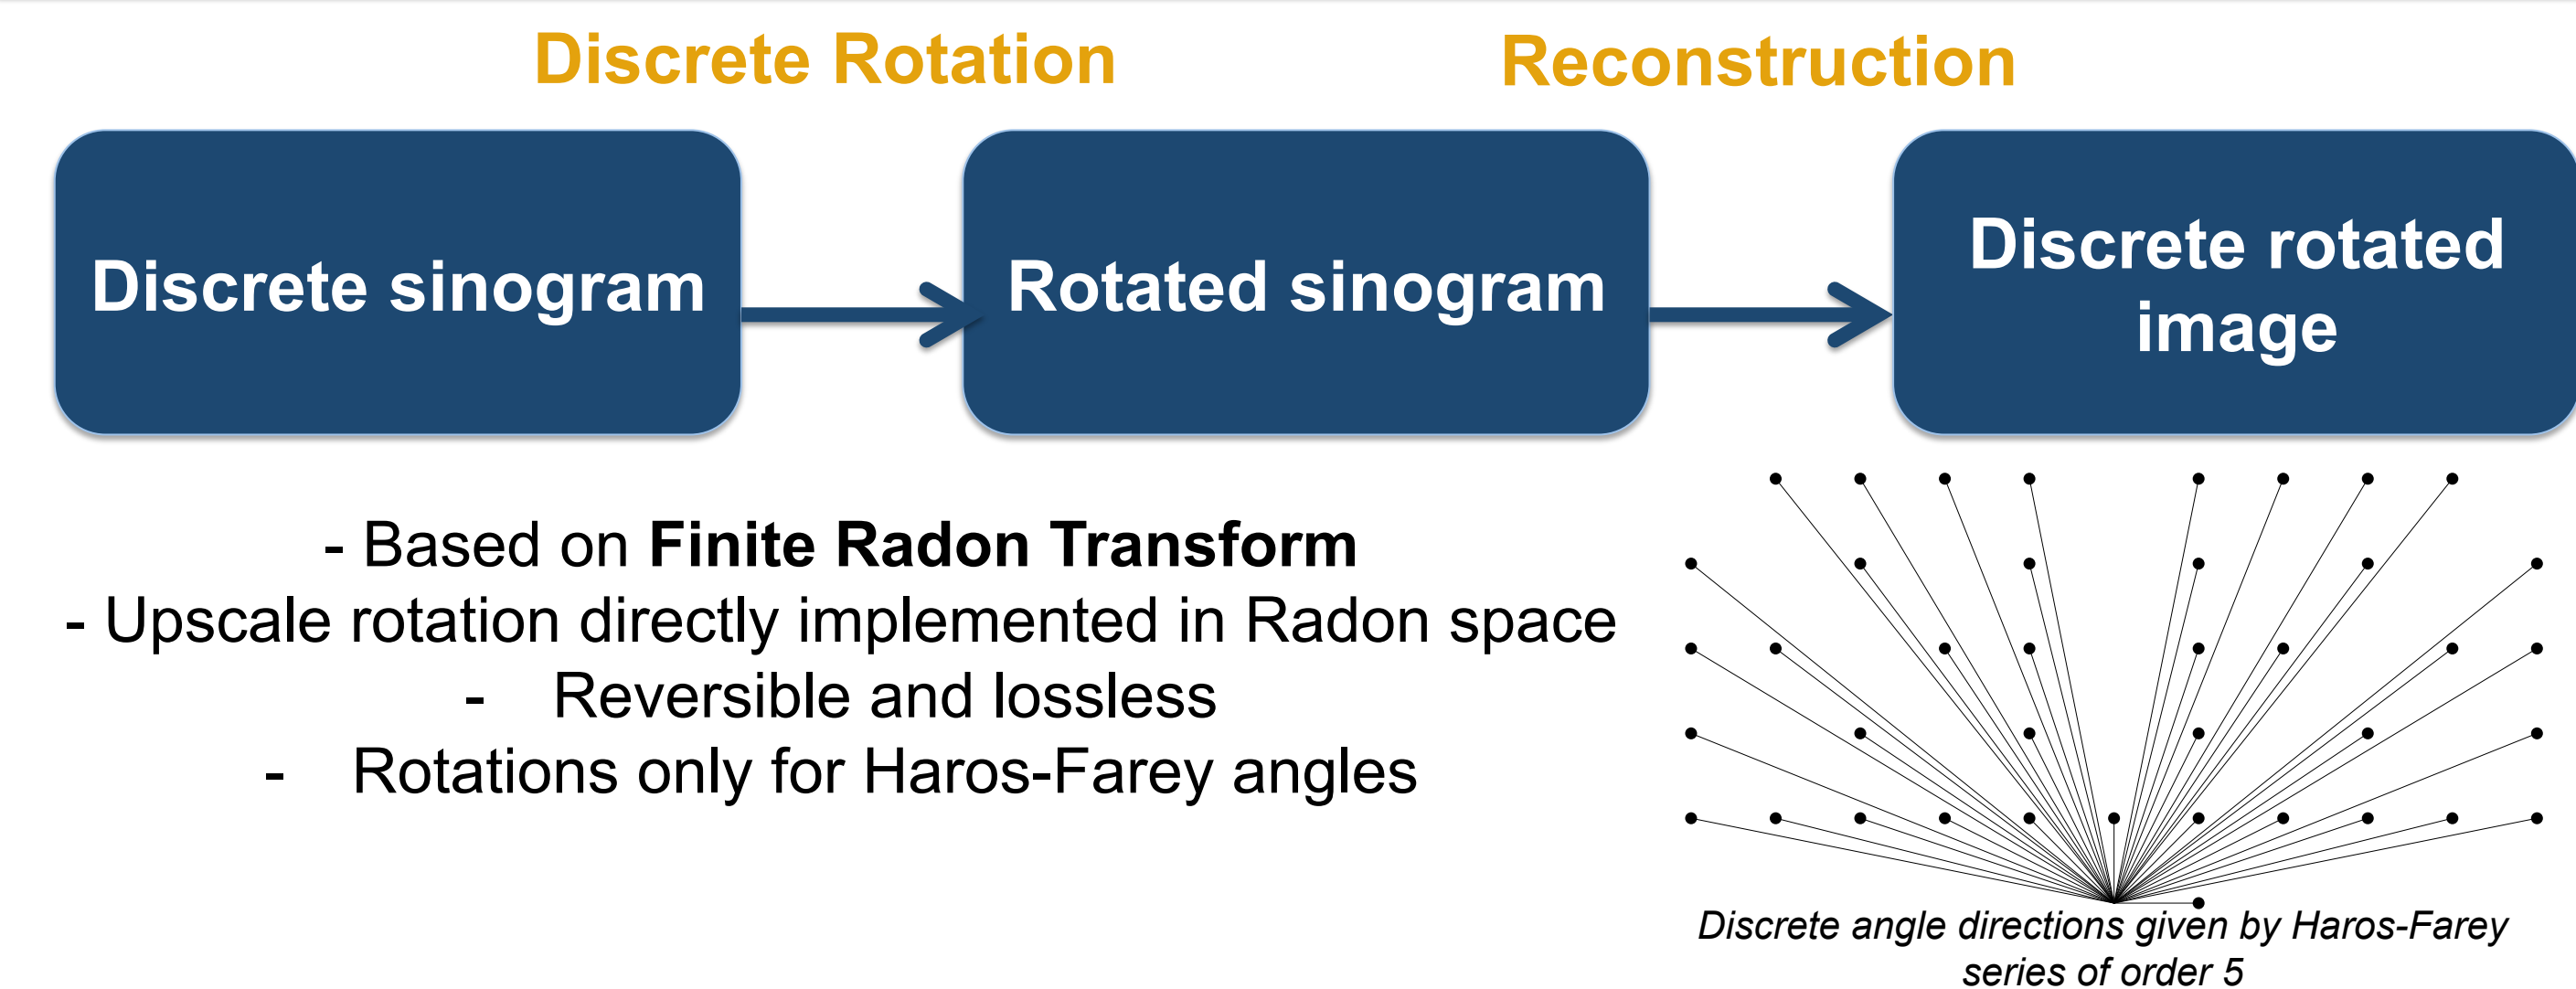 Discrete Rotation
Reconstruction
Discrete sinogram
Rotated sinogram
Discrete rotated
image
- Based on Finite Radon Transform
- Upscale rotation directly implemented in Radon space
- Reversible and lossless
- Rotations only for Haros-Farey angles
Discrete angle directions given by Haros-Farey
series of order 5